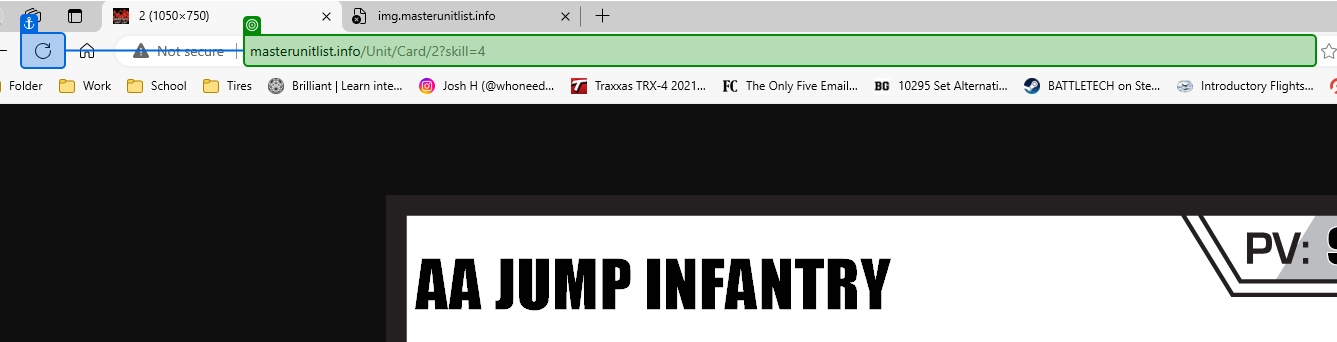 2 (1050×750)
img.masterunitlist.info
Not secure
masterunitlist.info/Unit/Card/2?skill=4
Folder
Work
School
Tires
Brilliant | Learn inte...
Josh H (@whoneed...
Traxxas TRX-4 2021...
FC The Only Five Email...
BG 10295 Set Alternati...
BATTLETECH on Ste...
Introductory Flights...
PV:
AA JUMP INFANTRY